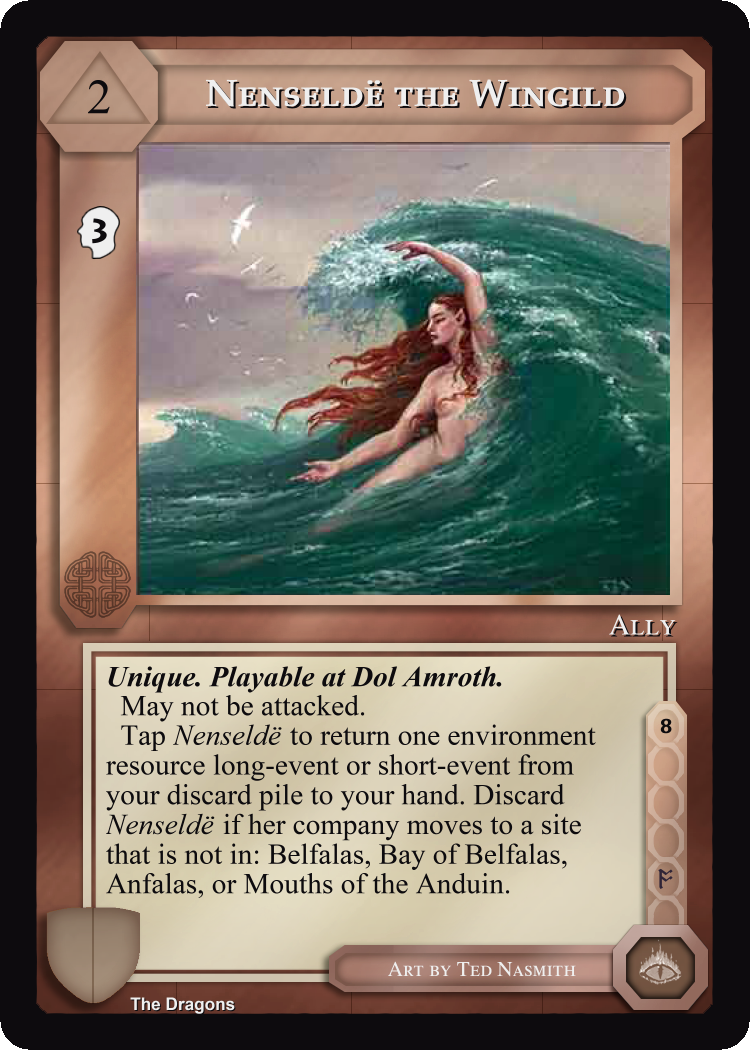 2
Nenseldë the Wingild
3
Ally
Unique. Playable at Dol Amroth.
May not be attacked.
Tap Nenseldë to return one environment
resource long-event or short-event from
your discard pile to your hand. Discard
Nenseldë if her company moves to a site
that is not in: Belfalas, Bay of Belfalas,
Anfalas, or Mouths of the Anduin.
8
Art by Ted Nasmith
The Dragons